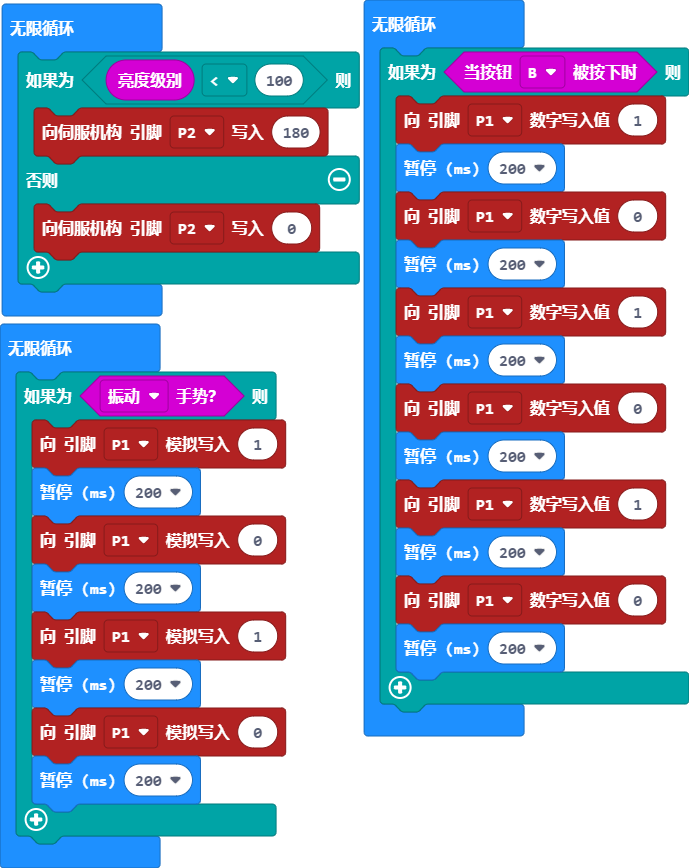 无限循环
如果为 亮度级别 < 100 则
向伺服机构 引脚 P2 写入 180
否则
向伺服机构 引脚 P2 写入 0
无限循环
如果为 振动 手势? 则
向 引脚 P1 模拟写入 1
暂停 (ms) 200
向 引脚 P1 模拟写入 0
暂停 (ms) 200
向 引脚 P1 模拟写入 1
暂停 (ms) 200
向 引脚 P1 模拟写入 0
暂停 (ms) 200
无限循环
如果为 当按钮 B 被按下时 则
向 引脚 P1 数字写入值 1
暂停 (ms) 200
向 引脚 P1 数字写入值 0
暂停 (ms) 200
向 引脚 P1 数字写入值 1
暂停 (ms) 200
向 引脚 P1 数字写入值 0
暂停 (ms) 200
向 引脚 P1 数字写入值 1
暂停 (ms) 200
向 引脚 P1 数字写入值 0
暂停 (ms) 200